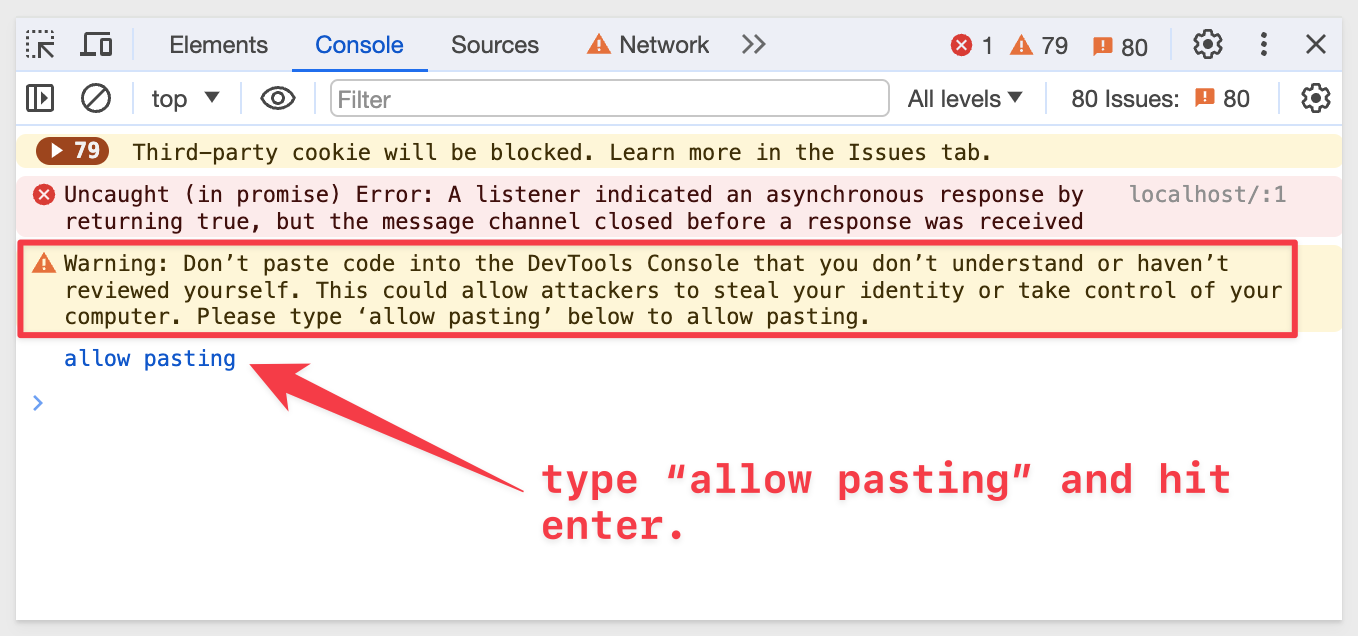 Elements Console Sources Network 1 79 80
top Filter All levels 80 Issues: 80
79 Third-party cookie will be blocked. Learn more in the Issues tab.
Uncaught (in promise) Error: A listener indicated an asynchronous response by localhost/:1
returning true, but the message channel closed before a response was received
Warning: Don’t paste code into the DevTools Console that you don’t understand or haven’t
reviewed yourself. This could allow attackers to steal your identity or take control of your
computer. Please type ‘allow pasting’ below to allow pasting.
allow pasting
type “allow pasting” and hit
enter.